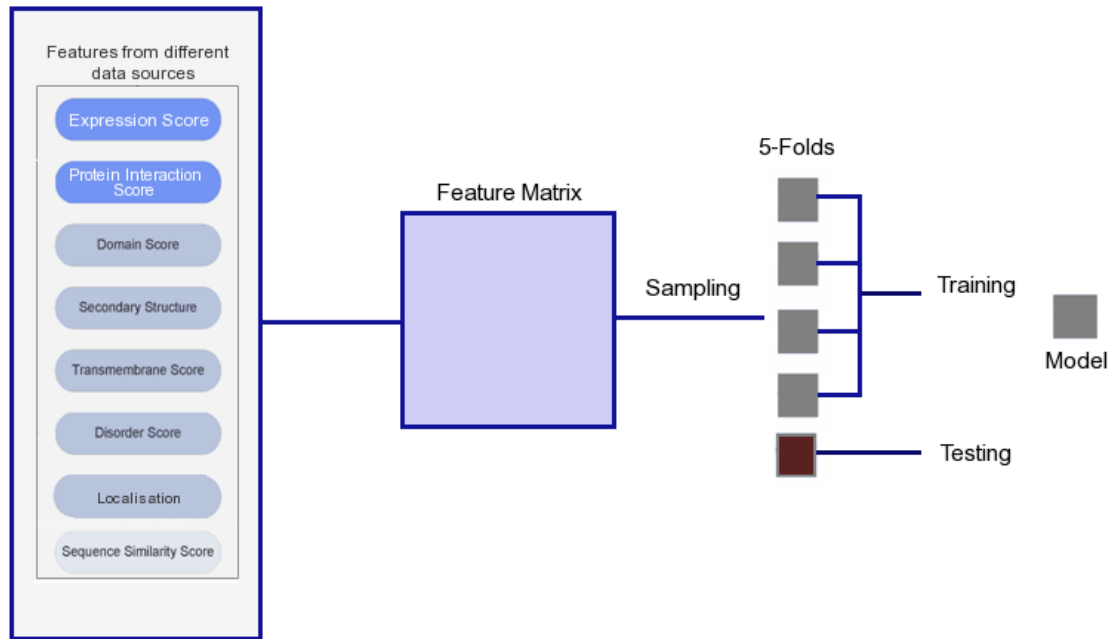 Features from different
data sources
Expression Score
Protein Interaction
Score
Domain Score
Secondary Structure
Transmembrane Score
Disorder Score
Localisation
Sequence Similarity Score
Feature Matrix
Sampling
5-Folds
Training
Testing
Model